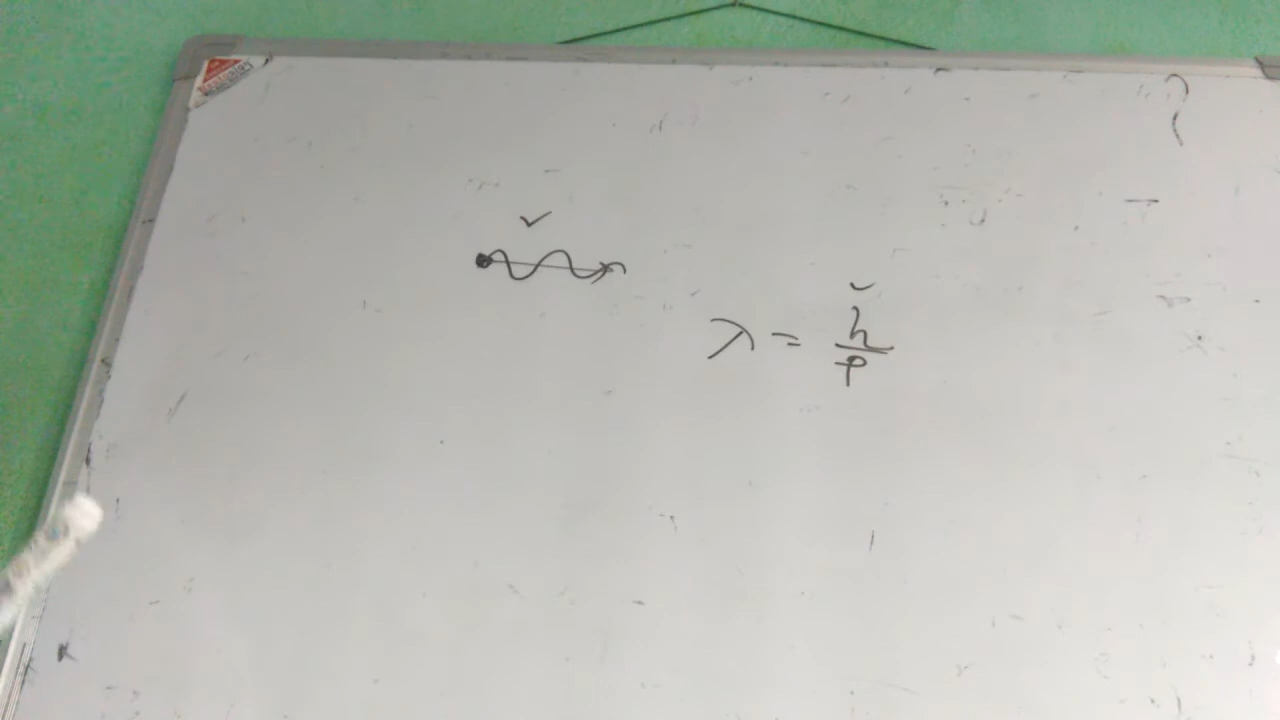 λ = h/p